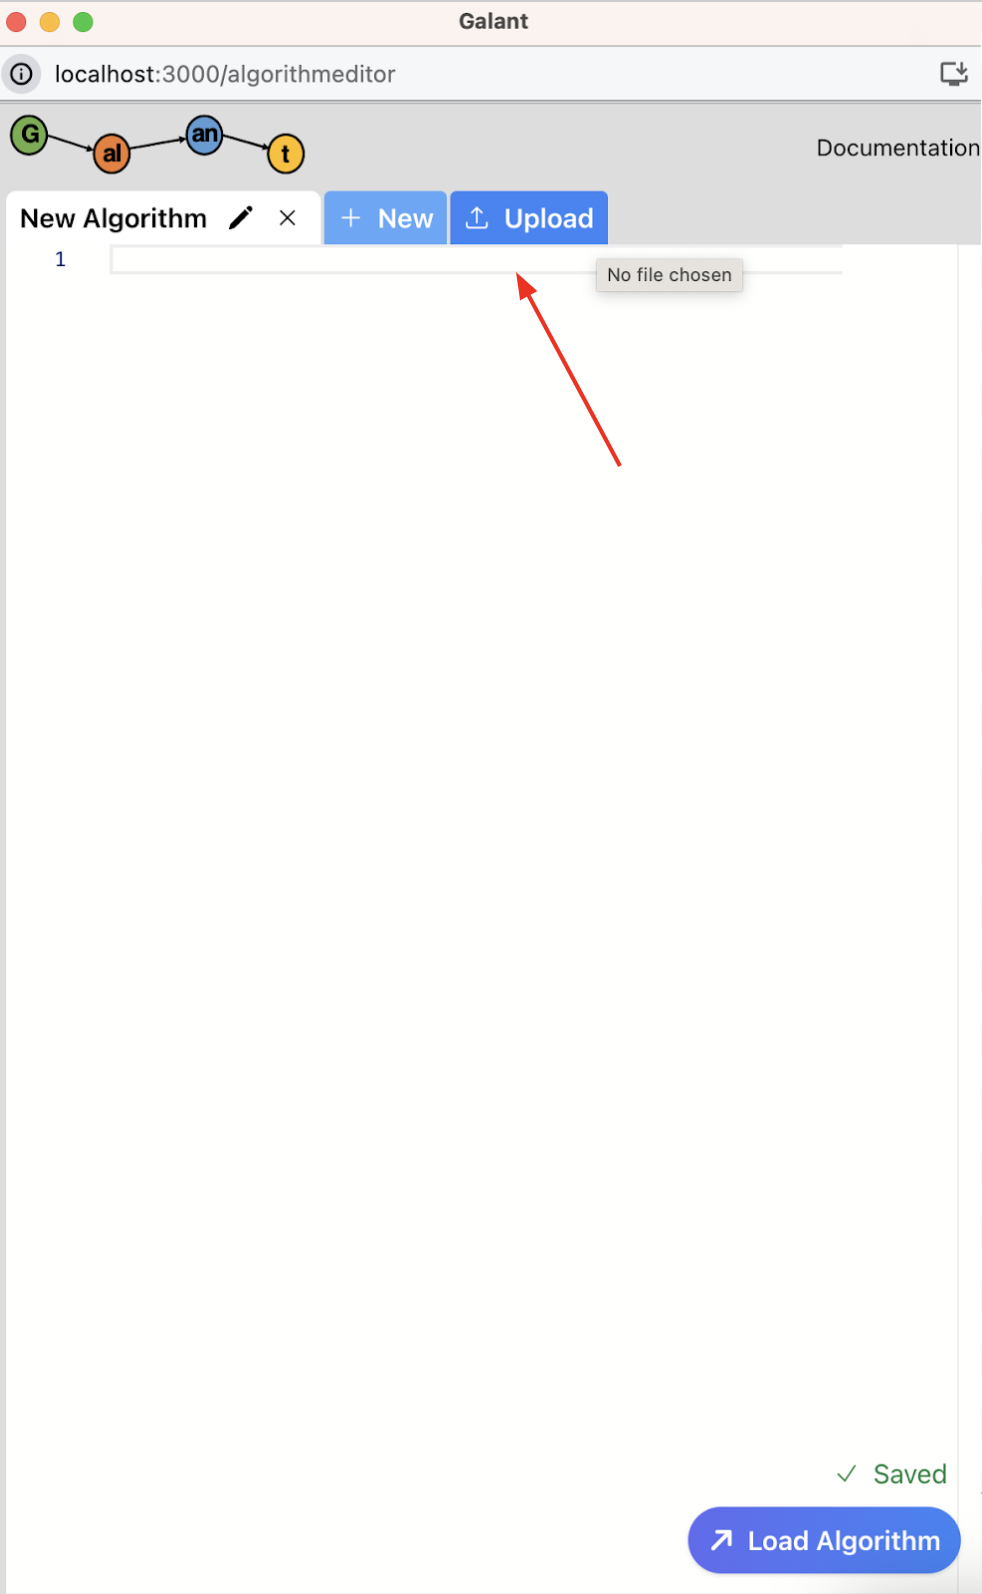 Galant
localhost:3000/algorithmeditor
G al an t
Documentation
New Algorithm
New
Upload
1
No file chosen
Saved
Load Algorithm